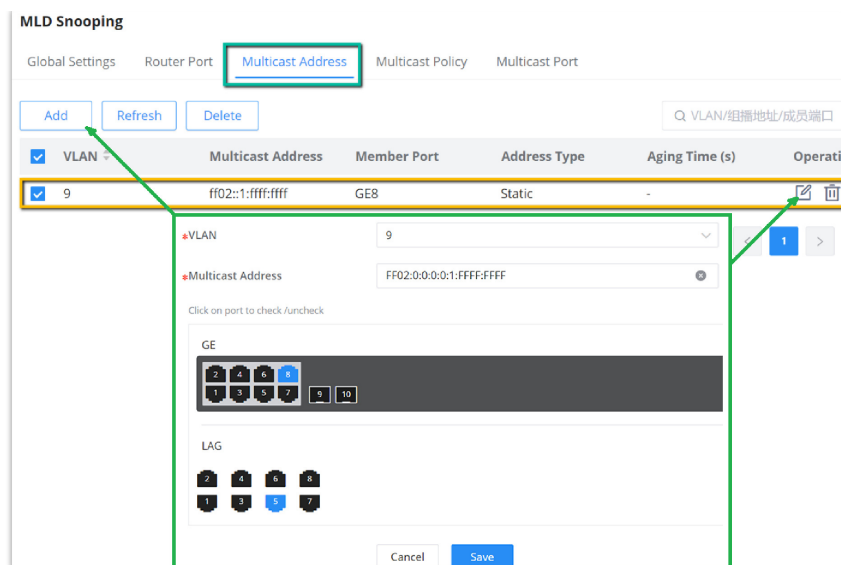 MLD Snooping
Global Settings Router Port Multicast Address Multicast Policy Multicast Port
Add Refresh Delete VLAN/组播地址/成员端口
VLAN Multicast Address Member Port Address Type Aging Time (s) Operati
9 ff02::1:ffff:ffff GE8 Static -
*VLAN 9
< 1 >
*Multicast Address FF02:0:0:0:0:1:FFFF:FFFF
Click on port to check /uncheck
GE
2 4 6 8
1 3 5 7 9 10
LAG
2 4 6 8
1 3 5 7
Cancel Save